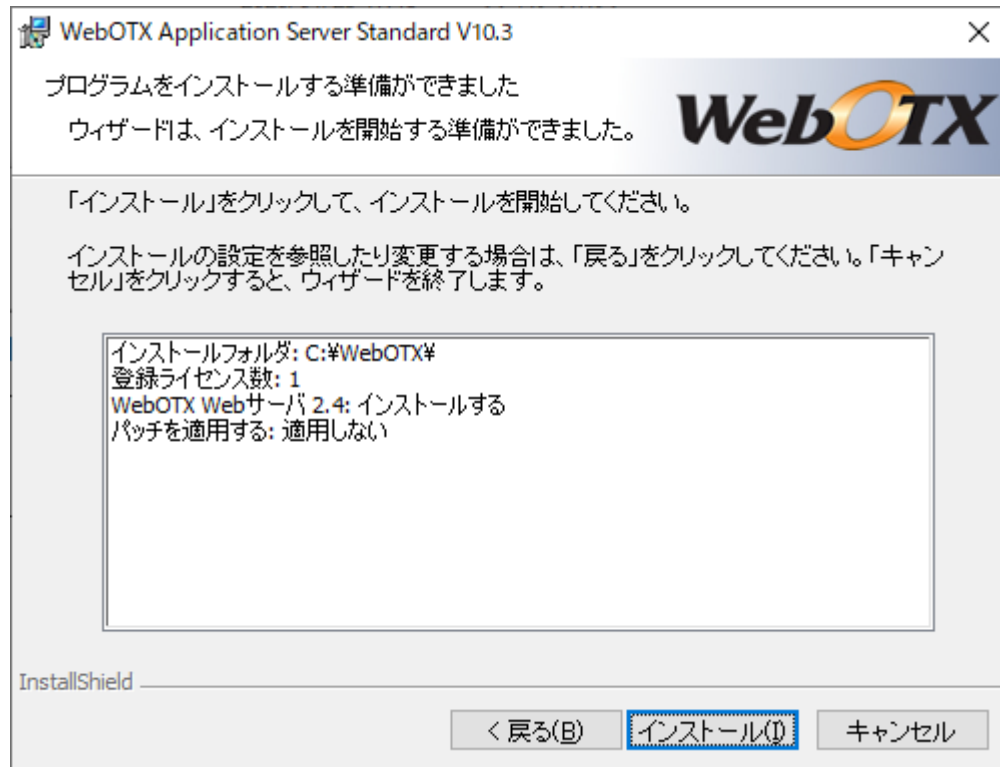 WebOTX Application Server Standard V10.3
プログラムをインストールする準備ができました
ウィザードは、インストールを開始する準備ができました。
WebOTX
「インストール」をクリックして、インストールを開始してください。
インストールの設定を参照したり変更する場合は、「戻る」をクリックしてください。「キャン
セル」をクリックすると、ウィザードを終了します。
インストールフォルダ: C:¥WebOTX¥
登録ライセンス数: 1
WebOTX Webサーバ 2.4: インストールする
パッチを適用する: 適用しない
InstallShield
< 戻る(B)
インストール(I)
キャンセル